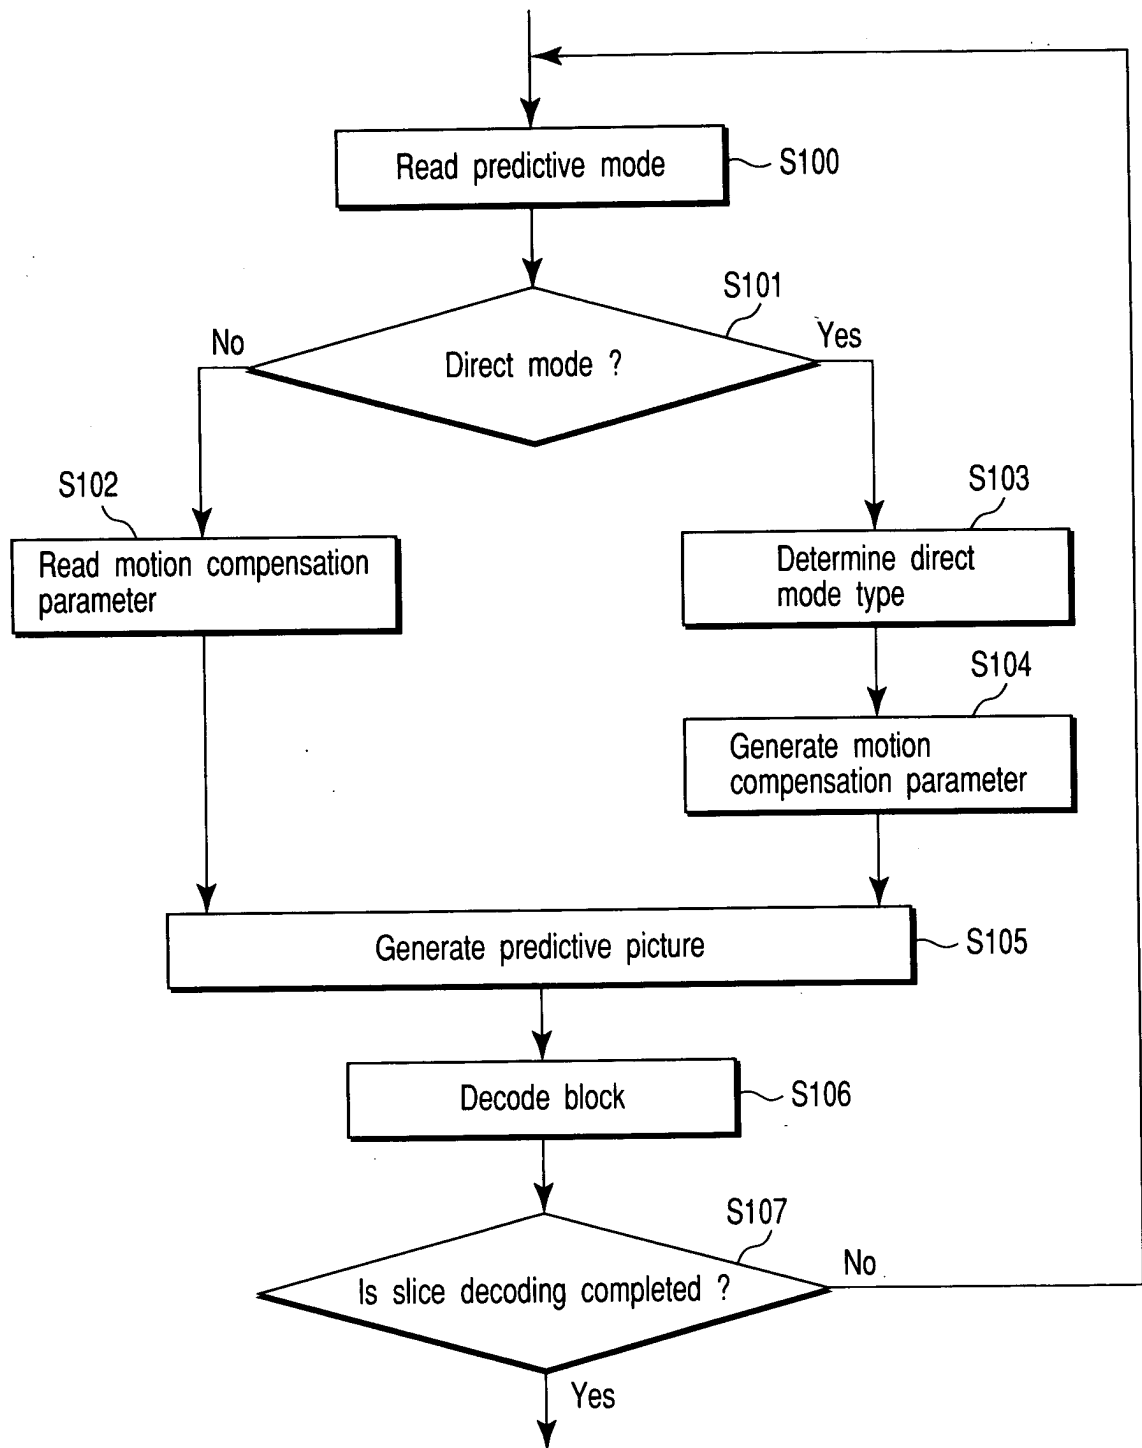 Read predictive mode
S100
S101
No
Yes
Direct mode ?
S102
S103
Read motion compensation
parameter
Determine direct
mode type
S104
Generate motion
compensation parameter
Generate predictive picture
S105
Decode block
S106
S107
No
Is slice decoding completed ?
Yes